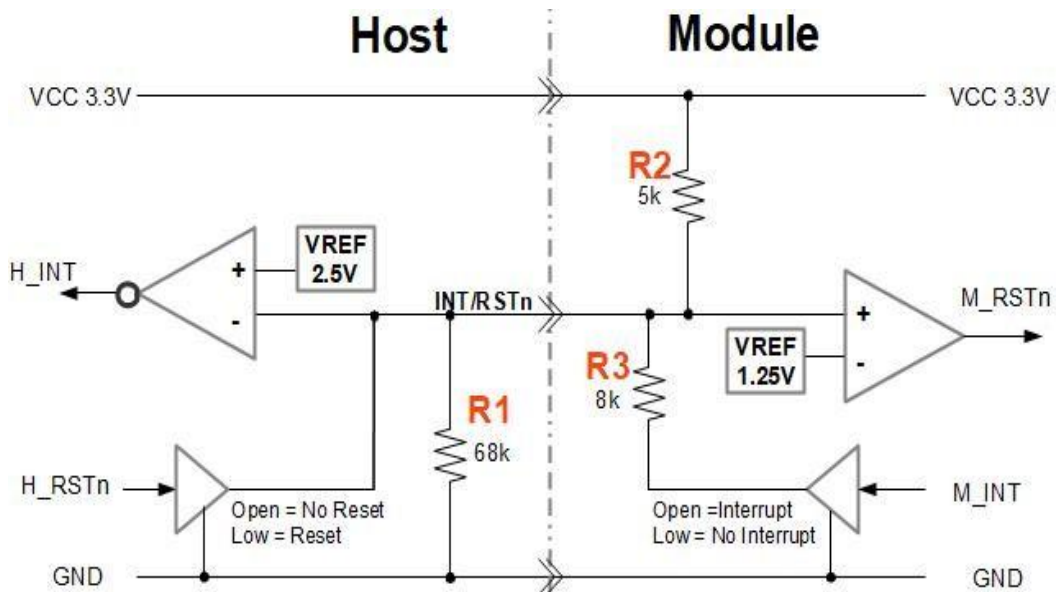 Host
Module
VCC 3.3V
VCC 3.3V
R2
5k
H_INT
+
-
VREF
2.5V
INT/RSTn
+
-
M_RSTn
VREF
1.25V
R3
8k
R1
68k
H_RSTn
Open = No Reset
Low = Reset
Open =Interrupt
Low = No Interrupt
M_INT
GND
GND